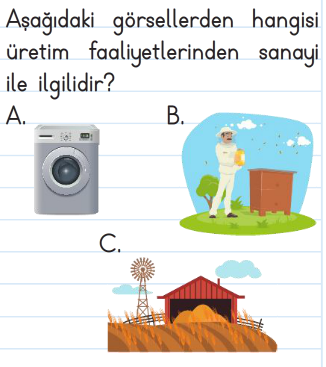 Aşağıdaki görsellerden hangisi
üretim faaliyetlerinden sanayi
ile ilgilidir?
A.
B.
C.